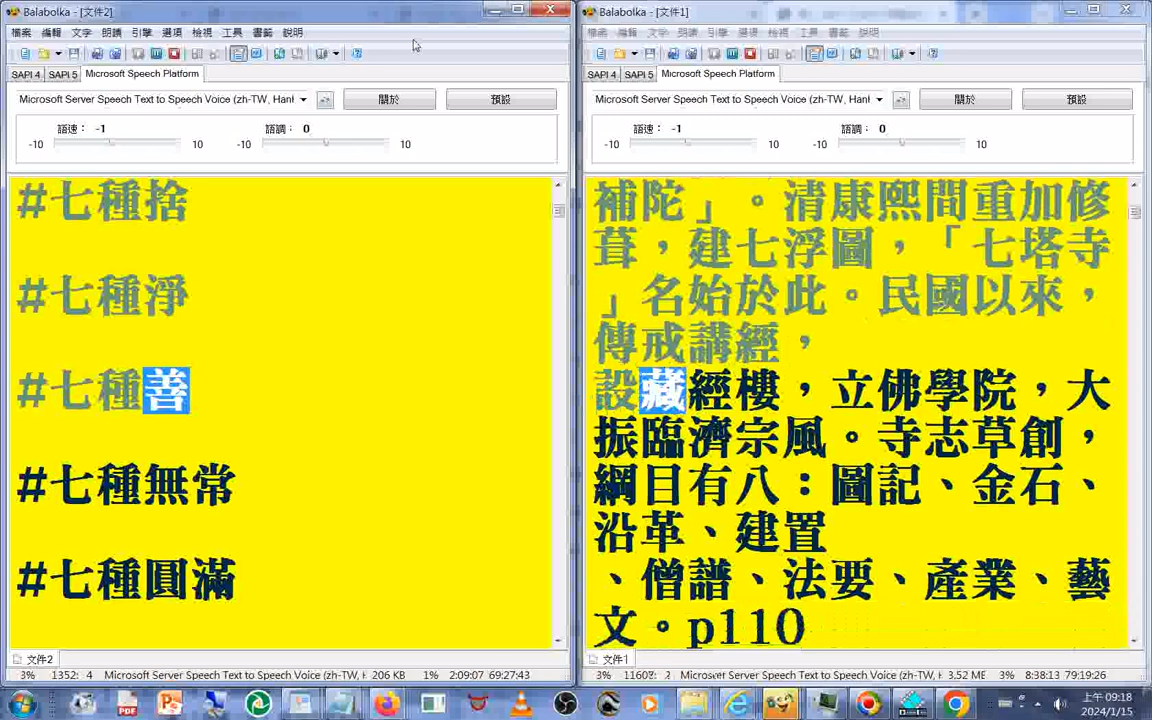 Balabolka - [文件2]
檔案 編輯 文字 朗讀 引擎 選項 檢視 工具 書籤 說明
SAPI 4 SAPI 5 Microsoft Speech Platform
Microsoft Server Speech Text to Speech Voice (zh-TW, Han
關於 預設
語速： -1 語調： 0
-10 10 -10 10
#七種捨
#七種淨
#七種善
#七種無常
#七種圓滿
文件2
3% 1352: 4 Microsoft Server Speech Text to Speech Voice (zh-TW, 206 KB 1% 2:09:07 69:27:43
Balabolka - [文件1]
檔案 編輯 文字 朗讀 引擎 選項 檢視 工具 書籤 說明
SAPI 4 SAPI 5 Microsoft Speech Platform
Microsoft Server Speech Text to Speech Voice (zh-TW, Han
關於 預設
語速： -1 語調： 0
-10 10 -10 10
補陀」。清康熙間重加修
葺，建七浮圖，「七塔寺
」名始於此。民國以來，
傳戒講經，
設藏經樓，立佛學院，大
振臨濟宗風。寺志草創，
綱目有八：圖記、金石、
沿革、建置
、僧譜、法要、產業、藝
文。p110
文件1
3% 11607: 2 Microsoft Server Speech Text to Speech Voice (zh-TW, 3.52 MB 3% 8:38:13 79:19:26
上午 09:18
2024/1/15